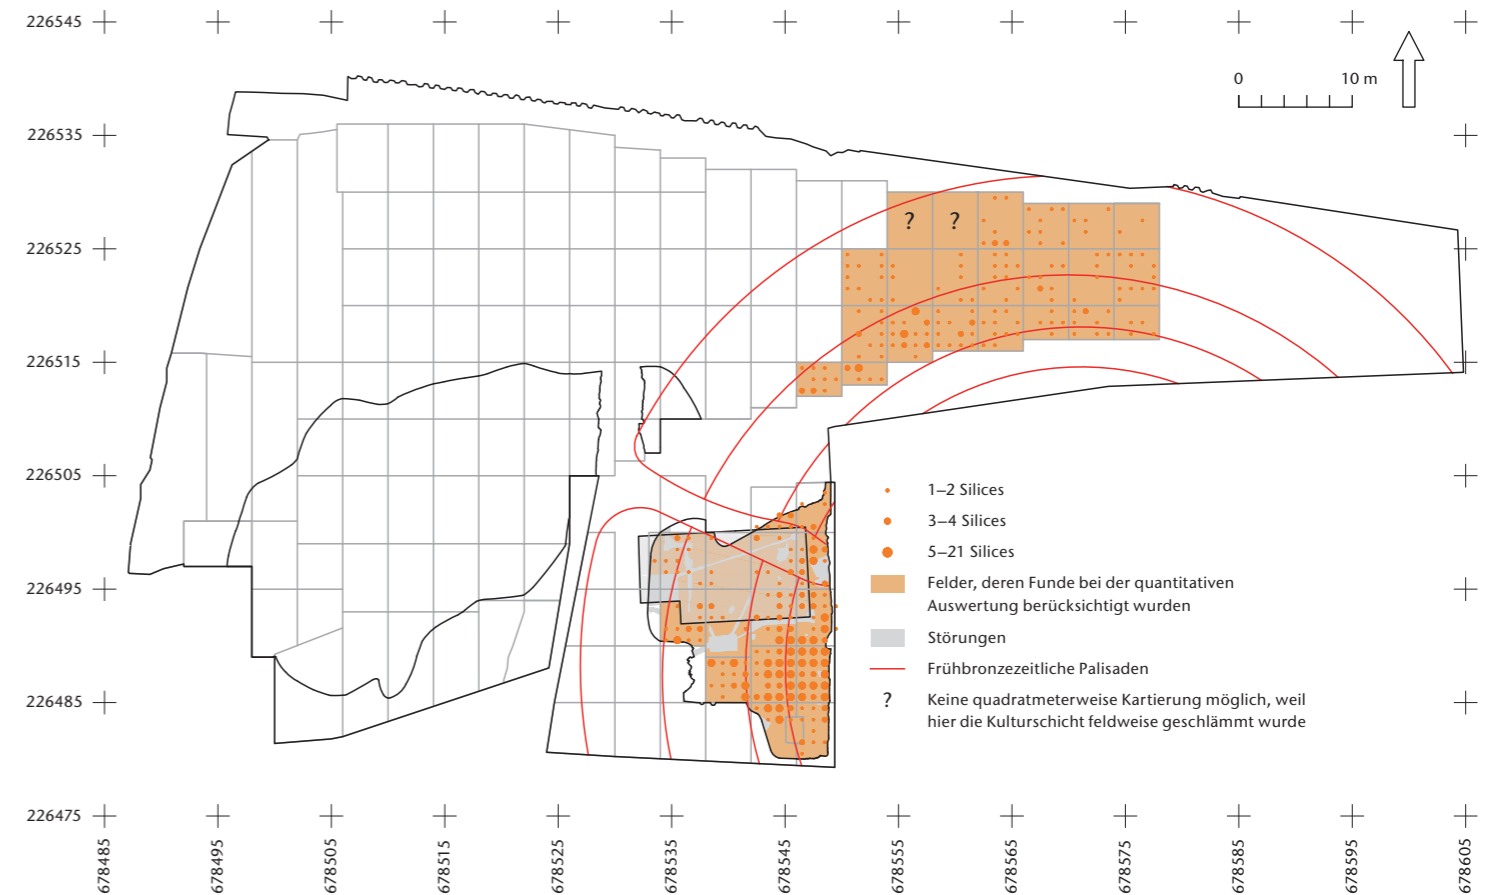 226545
0 10 m
226535
? ?
226525
226515
226505
1–2 Silices
3–4 Silices
5–21 Silices
226495
Felder, deren Funde bei der quantitativen
Auswertung berücksichtigt wurden
Störungen
Frühbronzezeitliche Palisaden
226485
? Keine quadratmeterweise Kartierung möglich, weil
hier die Kulturschicht feldweise geschlämmt wurde
226475
678485
678495
678505
678515
678525
678535
678545
678555
678565
678575
678585
678595
678605